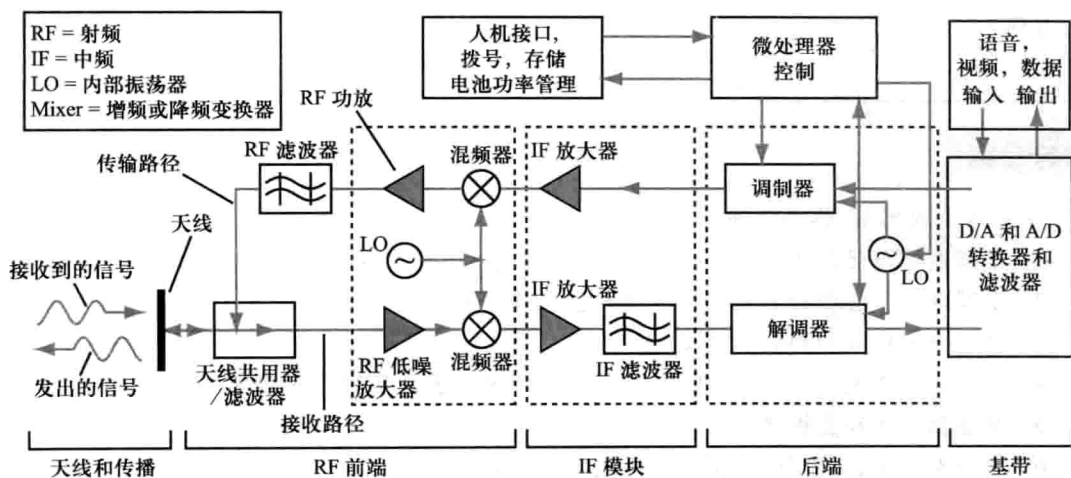 RF = 射频
IF = 中频
LO = 内部振荡器
Mixer = 增频或降频变换器
人机接口，
拨号，存储
电池功率管理
微处理器
控制
语音，
视频，数据
输入 输出
RF 功放
传输路径
RF 滤波器
混频器
IF 放大器
调制器
天线
LO
D/A 和 A/D
转换器和
滤波器
LO
接收到的信号
IF 放大器
解调器
发出的信号
天线共用器
/滤波器
RF 低噪
放大器
混频器
IF 滤波器
接收路径
天线和传播
RF 前端
IF 模块
后端
基带